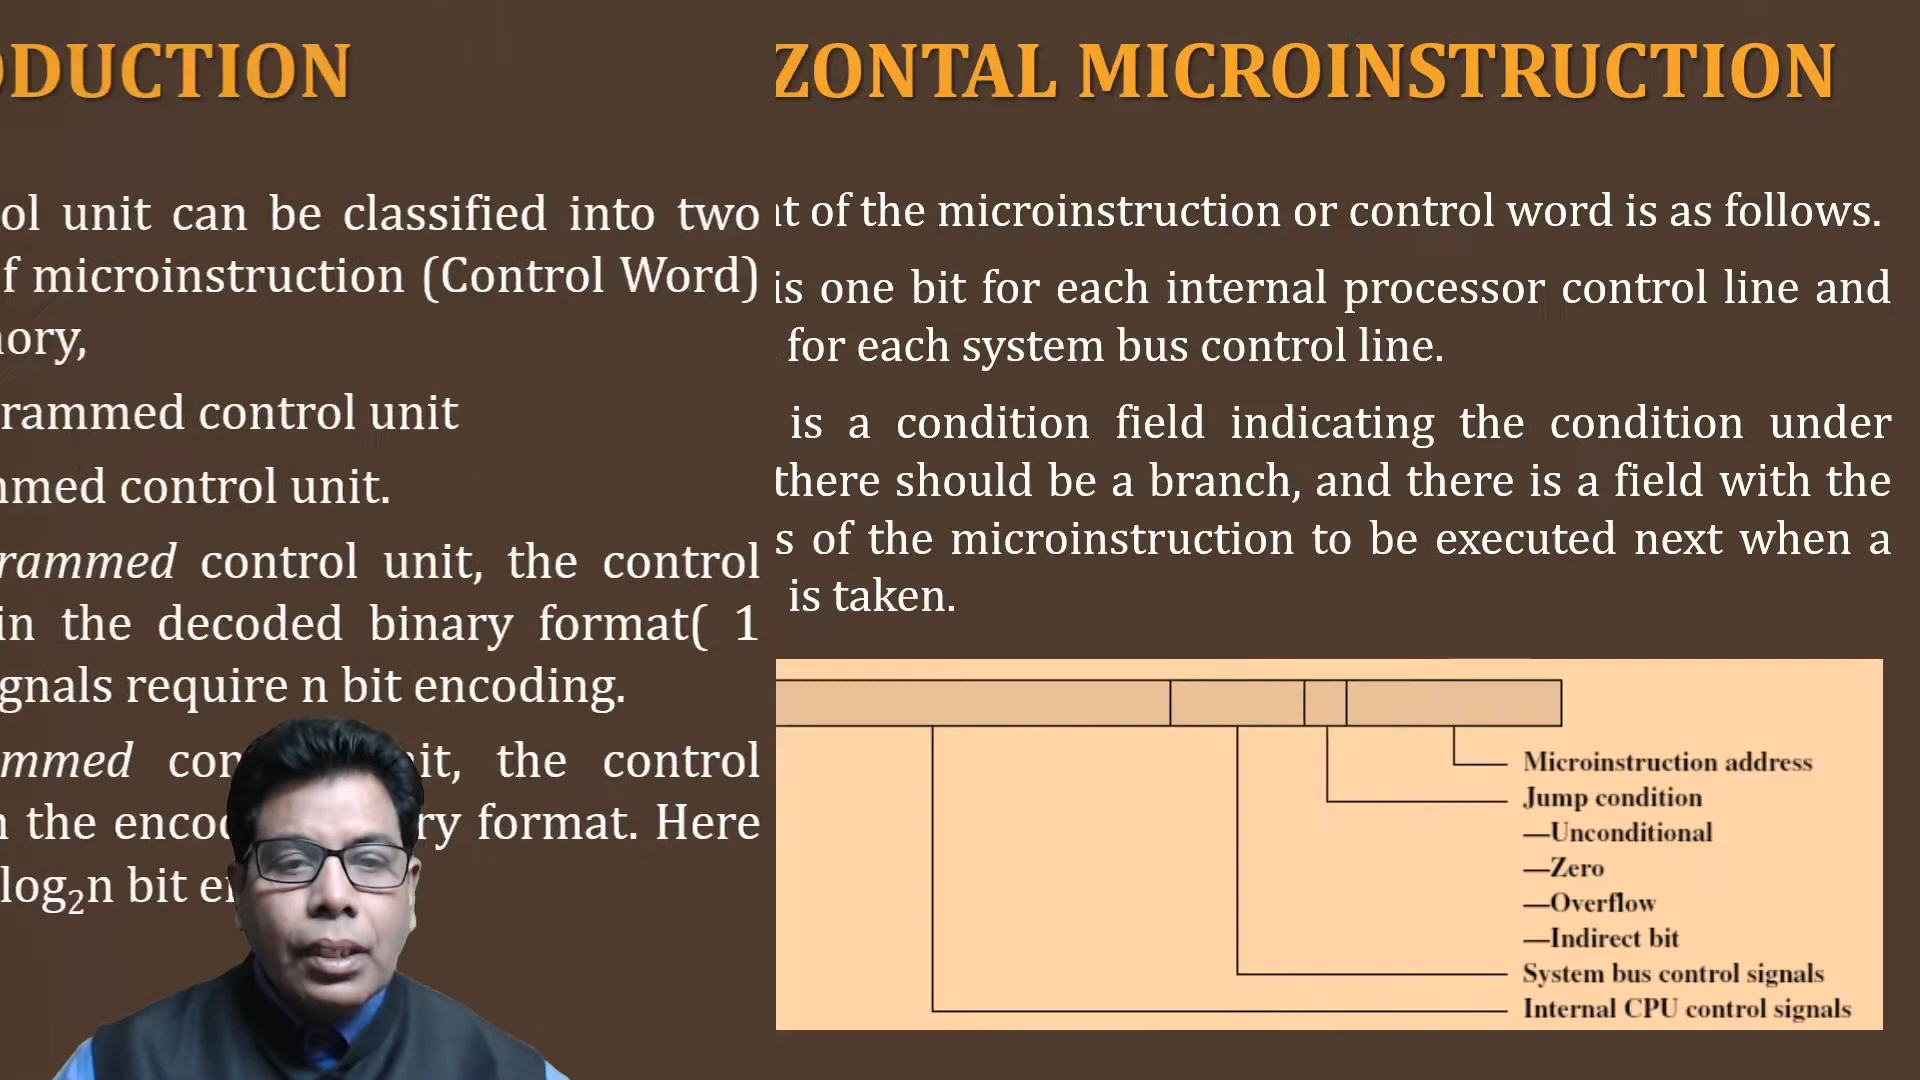 ODUCTION
ol unit can be classified into two
f microinstruction (Control Word)
ory,
rammed control unit
mmed control unit.
rammed control unit, the control
in the decoded binary format( 1
gnals require n bit encoding.
mmed con it, the control
the encod ry format. Here
log₂n bit e
ZONTAL MICROINSTRUCTION
t of the microinstruction or control word is as follows.
is one bit for each internal processor control line and
for each system bus control line.
is a condition field indicating the condition under
there should be a branch, and there is a field with the
s of the microinstruction to be executed next when a
is taken.
Microinstruction address
Jump condition
—Unconditional
—Zero
—Overflow
—Indirect bit
System bus control signals
Internal CPU control signals